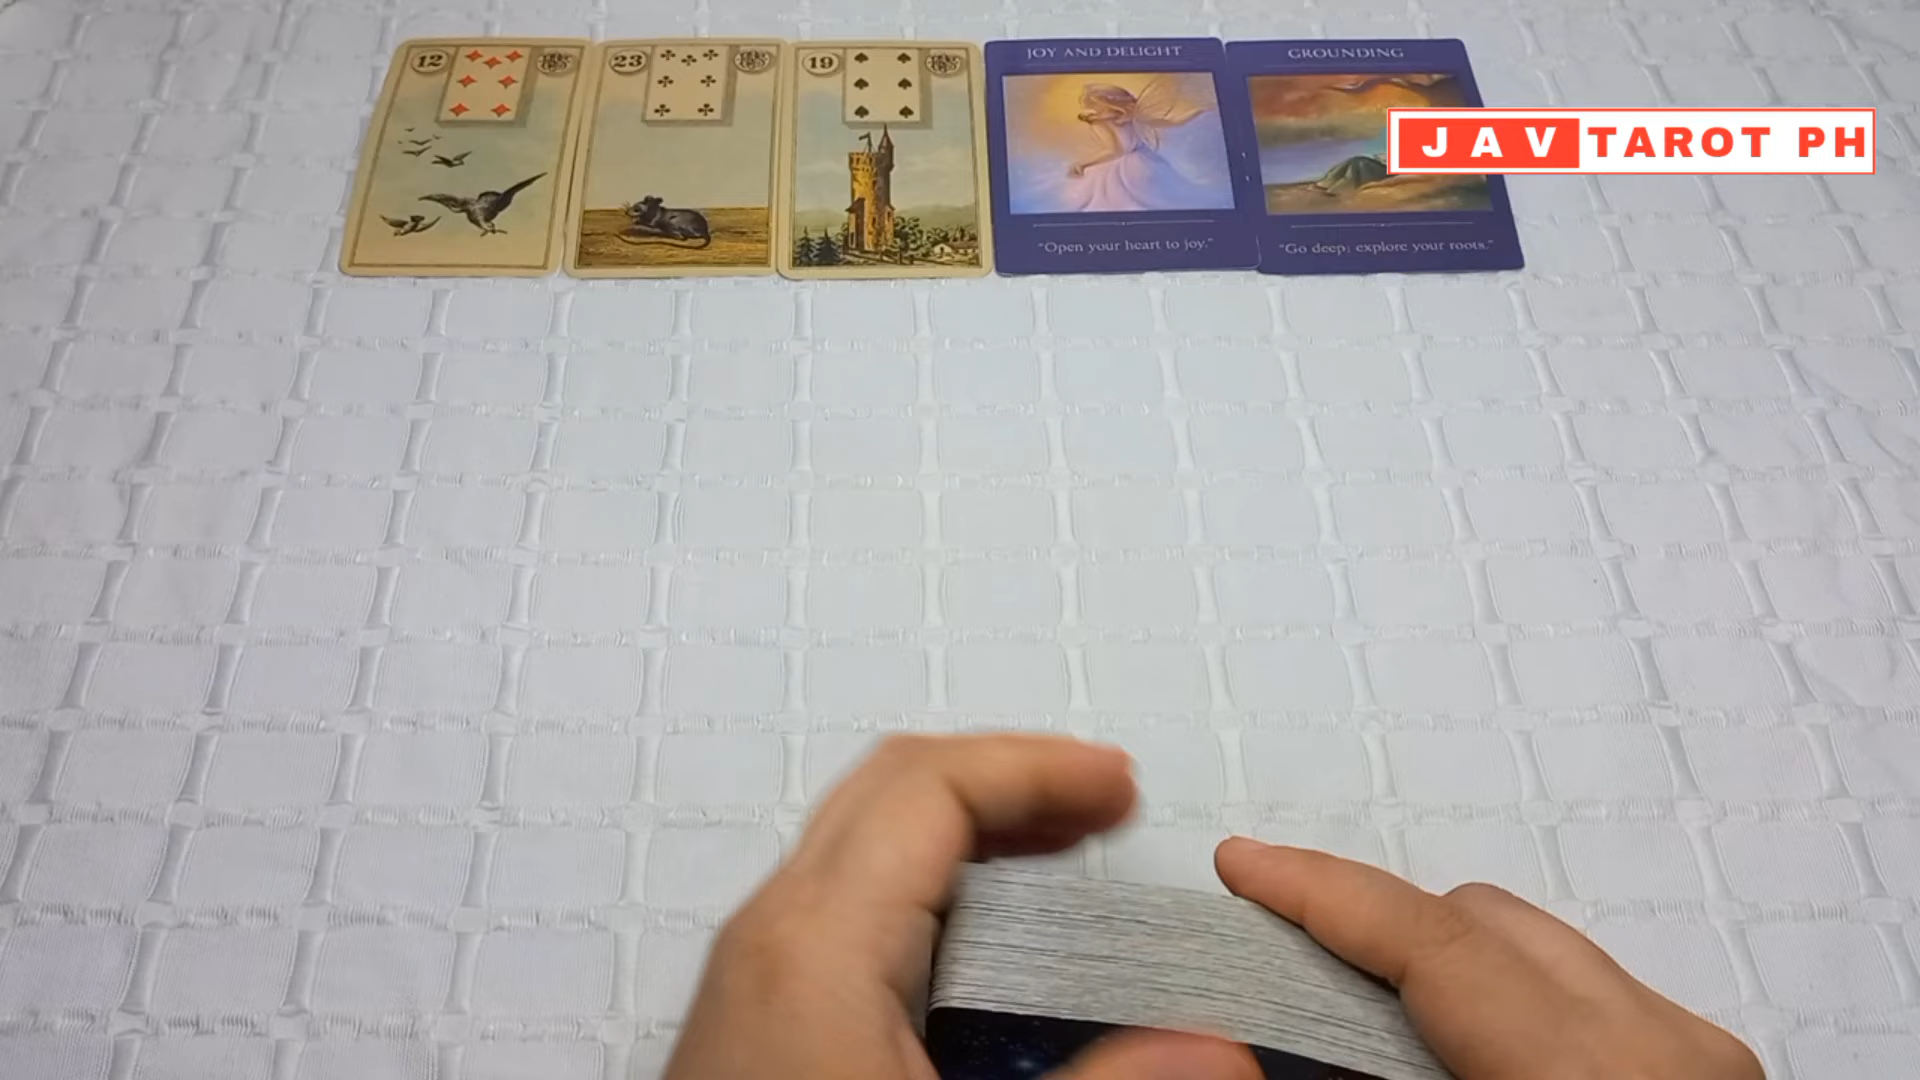 12
23
19
JOY AND DELIGHT
"Open your heart to joy."
GROUNDING
"Go deep; explore your roots."
JAV TAROT PH